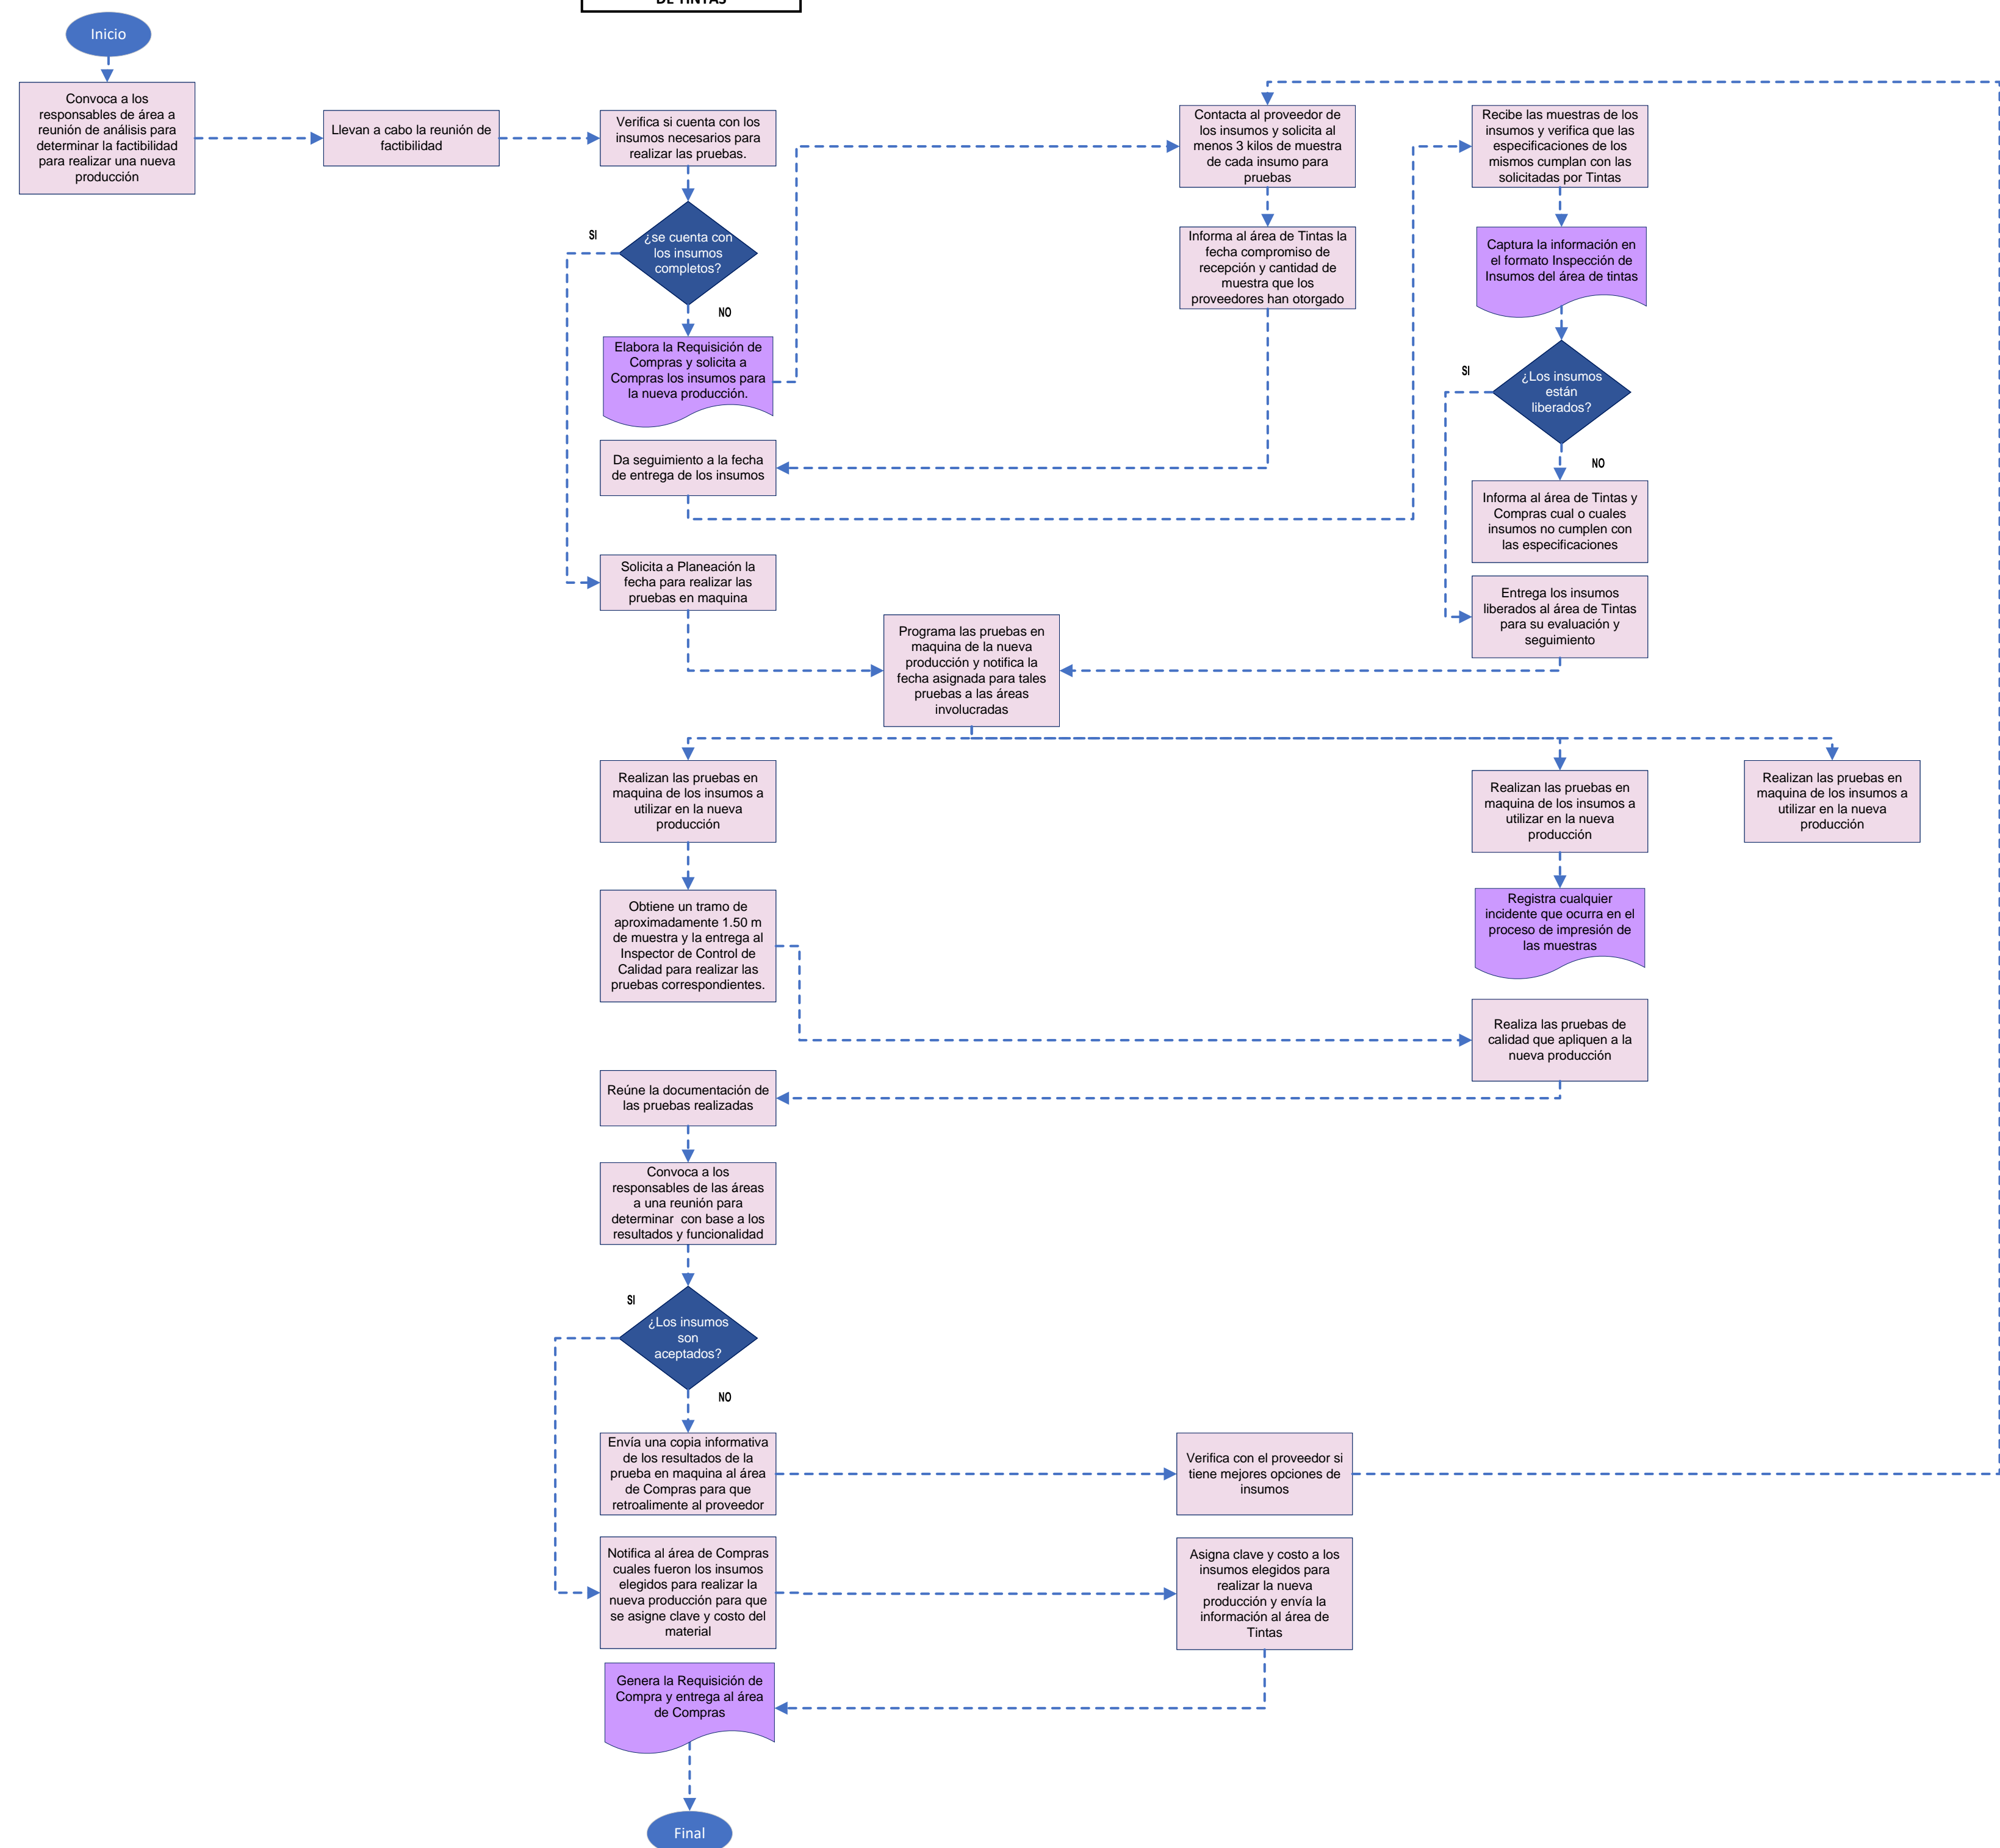 DE TINTAS
Inicio
Convoca a los
responsables de área a
reunión de análisis para
determinar la factibilidad
para realizar una nueva
producción
Llevan a cabo la reunión de
factibilidad
Verifica si cuenta con los
insumos necesarios para
realizar las pruebas.
Contacta al proveedor de
los insumos y solicita al
menos 3 kilos de muestra
de cada insumo para
pruebas
Recibe las muestras de los
insumos y verifica que las
especificaciones de los
mismos cumplan con las
solicitadas por Tintas
SI
¿se cuenta con
los insumos
completos?
NO
Informa al área de Tintas la
fecha compromiso de
recepción y cantidad de
muestra que los
proveedores han otorgado
Captura la información en
el formato Inspección de
Insumos del área de tintas
Elabora la Requisición de
Compras y solicita a
Compras los insumos para
la nueva producción.
SI
¿Los insumos
están
liberados?
NO
Da seguimiento a la fecha
de entrega de los insumos
Informa al área de Tintas y
Compras cual o cuales
insumos no cumplen con
las especificaciones
Solicita a Planeación la
fecha para realizar las
pruebas en maquina
Entrega los insumos
liberados al área de Tintas
para su evaluación y
seguimiento
Programa las pruebas en
maquina de la nueva
producción y notifica la
fecha asignada para tales
pruebas a las áreas
involucradas
Realizan las pruebas en
maquina de los insumos a
utilizar en la nueva
producción
Realizan las pruebas en
maquina de los insumos a
utilizar en la nueva
producción
Realizan las pruebas en
maquina de los insumos a
utilizar en la nueva
producción
Obtiene un tramo de
aproximadamente 1.50 m
de muestra y la entrega al
Inspector de Control de
Calidad para realizar las
pruebas correspondientes.
Registra cualquier
incidente que ocurra en el
proceso de impresión de
las muestras
Realiza las pruebas de
calidad que apliquen a la
nueva producción
Reúne la documentación de
las pruebas realizadas
Convoca a los
responsables de las áreas
a una reunión para
determinar  con base a los
resultados y funcionalidad
SI
¿Los insumos
son
aceptados?
NO
Envía una copia informativa
de los resultados de la
prueba en maquina al área
de Compras para que
retroalimente al proveedor
Verifica con el proveedor si
tiene mejores opciones de
insumos
Notifica al área de Compras
cuales fueron los insumos
elegidos para realizar la
nueva producción para que
se asigne clave y costo del
material
Asigna clave y costo a los
insumos elegidos para
realizar la nueva
producción y envía la
información al área de
Tintas
Genera la Requisición de
Compra y entrega al área
de Compras
Final